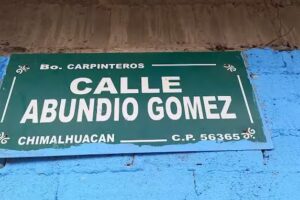 Bo. CARPINTEROS
CALLE
ABUNDIO GOMEZ
CHIMALHUACAN C.P. 56365